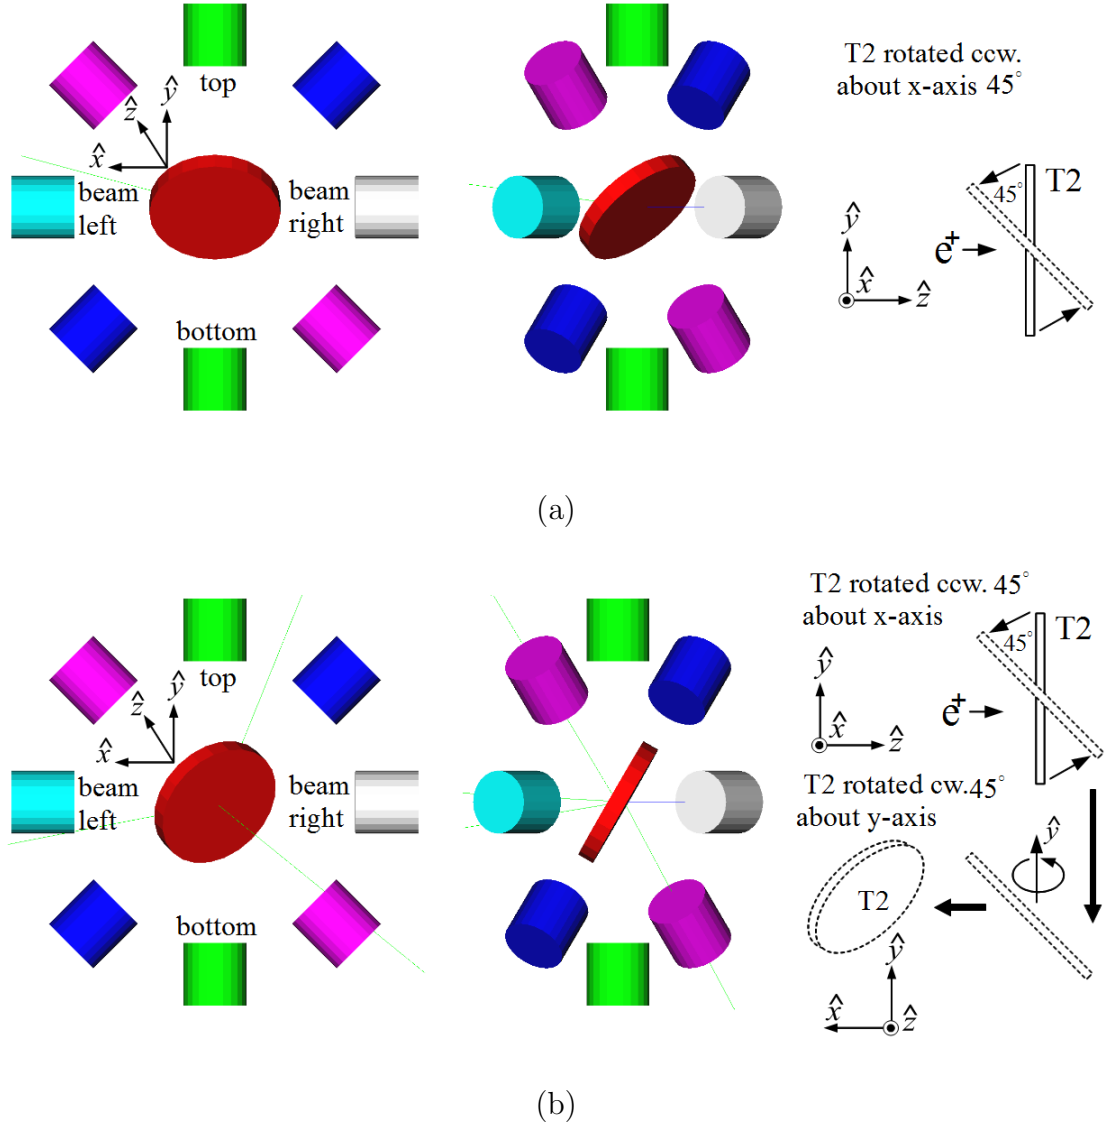 top
ŷ
ẑ
x̂
beam
left
beam
right
bottom
T2 rotated ccw.
about x-axis 45°
45°
T2
ŷ
e⁺
x̂
ẑ
(a)
top
ŷ
ẑ
x̂
beam
left
beam
right
bottom
T2 rotated ccw. 45°
about x-axis
45°
T2
ŷ
e⁺
x̂
ẑ
T2 rotated cw.45°
about y-axis
ŷ
T2
ŷ
x̂
ẑ
(b)